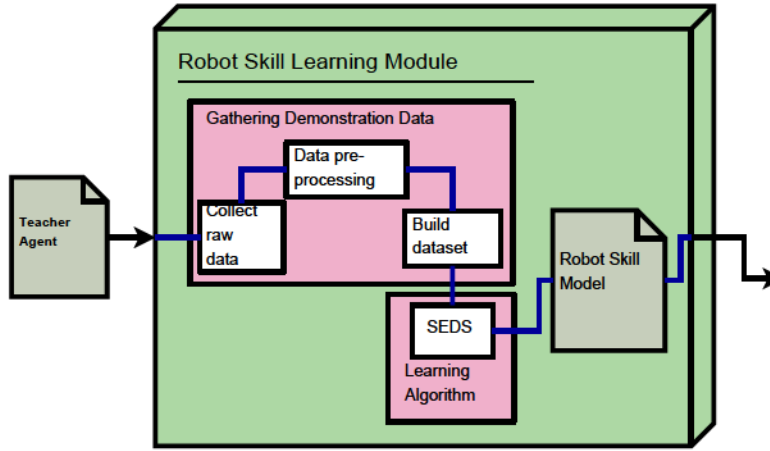 Robot Skill Learning Module
Gathering Demonstration Data
Data pre-
processing
Collect
raw
data
Build
dataset
Teacher
Agent
Robot Skill
Model
SEDS
Learning
Algorithm